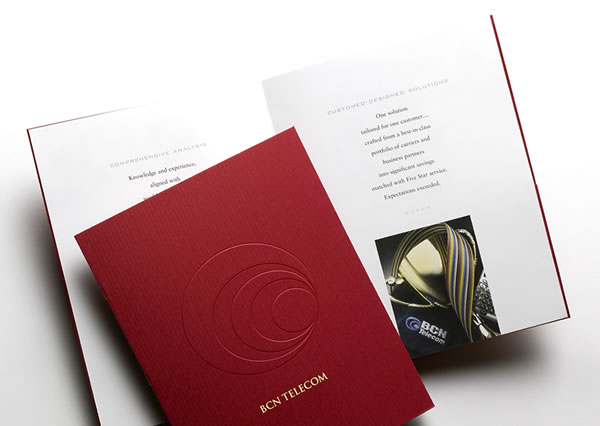 COMPREHENSIVE ANALYSIS
Knowledge and experience,
aligned with
CUSTOMED-DESIGNED SOLUTIONS
One solution
tailored for one customer...
crafted from a best-in-class
portfolio of carriers and
business partners
into significant savings
matched with Five Star service.
Expectations exceeded.
BCN
Telecom
BCN TELECOM